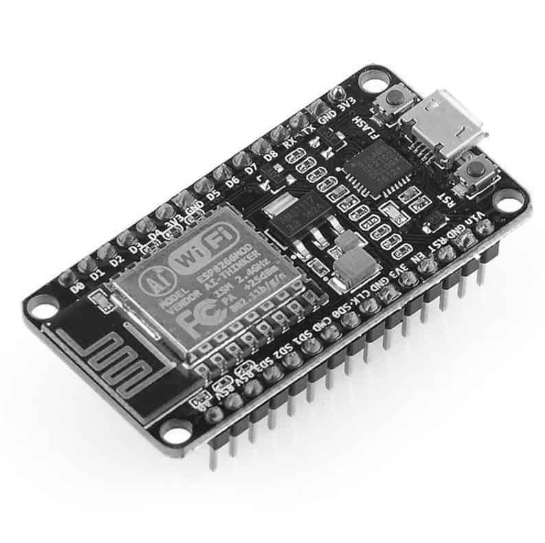 D0 D1 D2 D3 D4 3V3 GND D5 D6 D7 D8 RX TX GND 3V3
FLASH
RST
Ai WiFi
MODEL ESP8266MOD
VENDOR AI-THINKER
ISM 2.4GHz
PA +25dBm
802.11b/g/n
FC
A0 RSV RSV SD3 SD2 SD1 CMD SD0 CLK GND 3V3 EN RST GND Vin